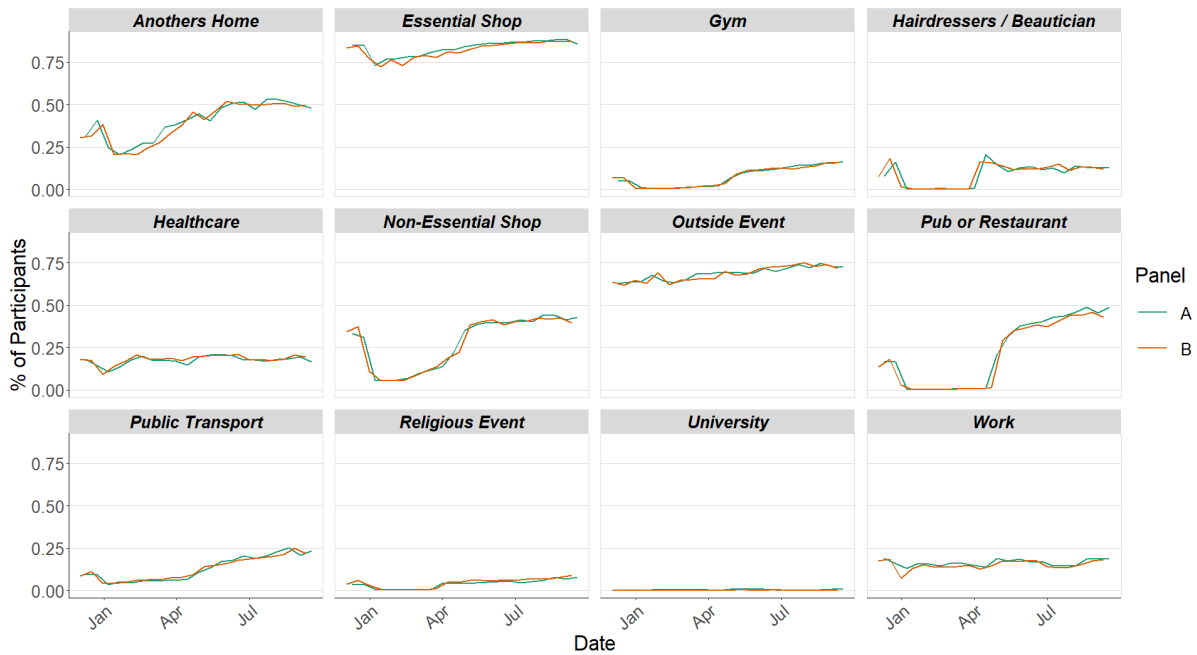 Anothers Home
Essential Shop
Gym
Hairdressers / Beautician
0.75
0.50
0.25
0.00
Healthcare
Non-Essential Shop
Outside Event
Pub or Restaurant
0.75
0.50
0.25
0.00
Public Transport
Religious Event
University
Work
0.75
0.50
0.25
0.00
Jan Apr Jul Jan Apr Jul Jan Apr Jul Jan Apr Jul
Date
% of Participants
Panel
A
B